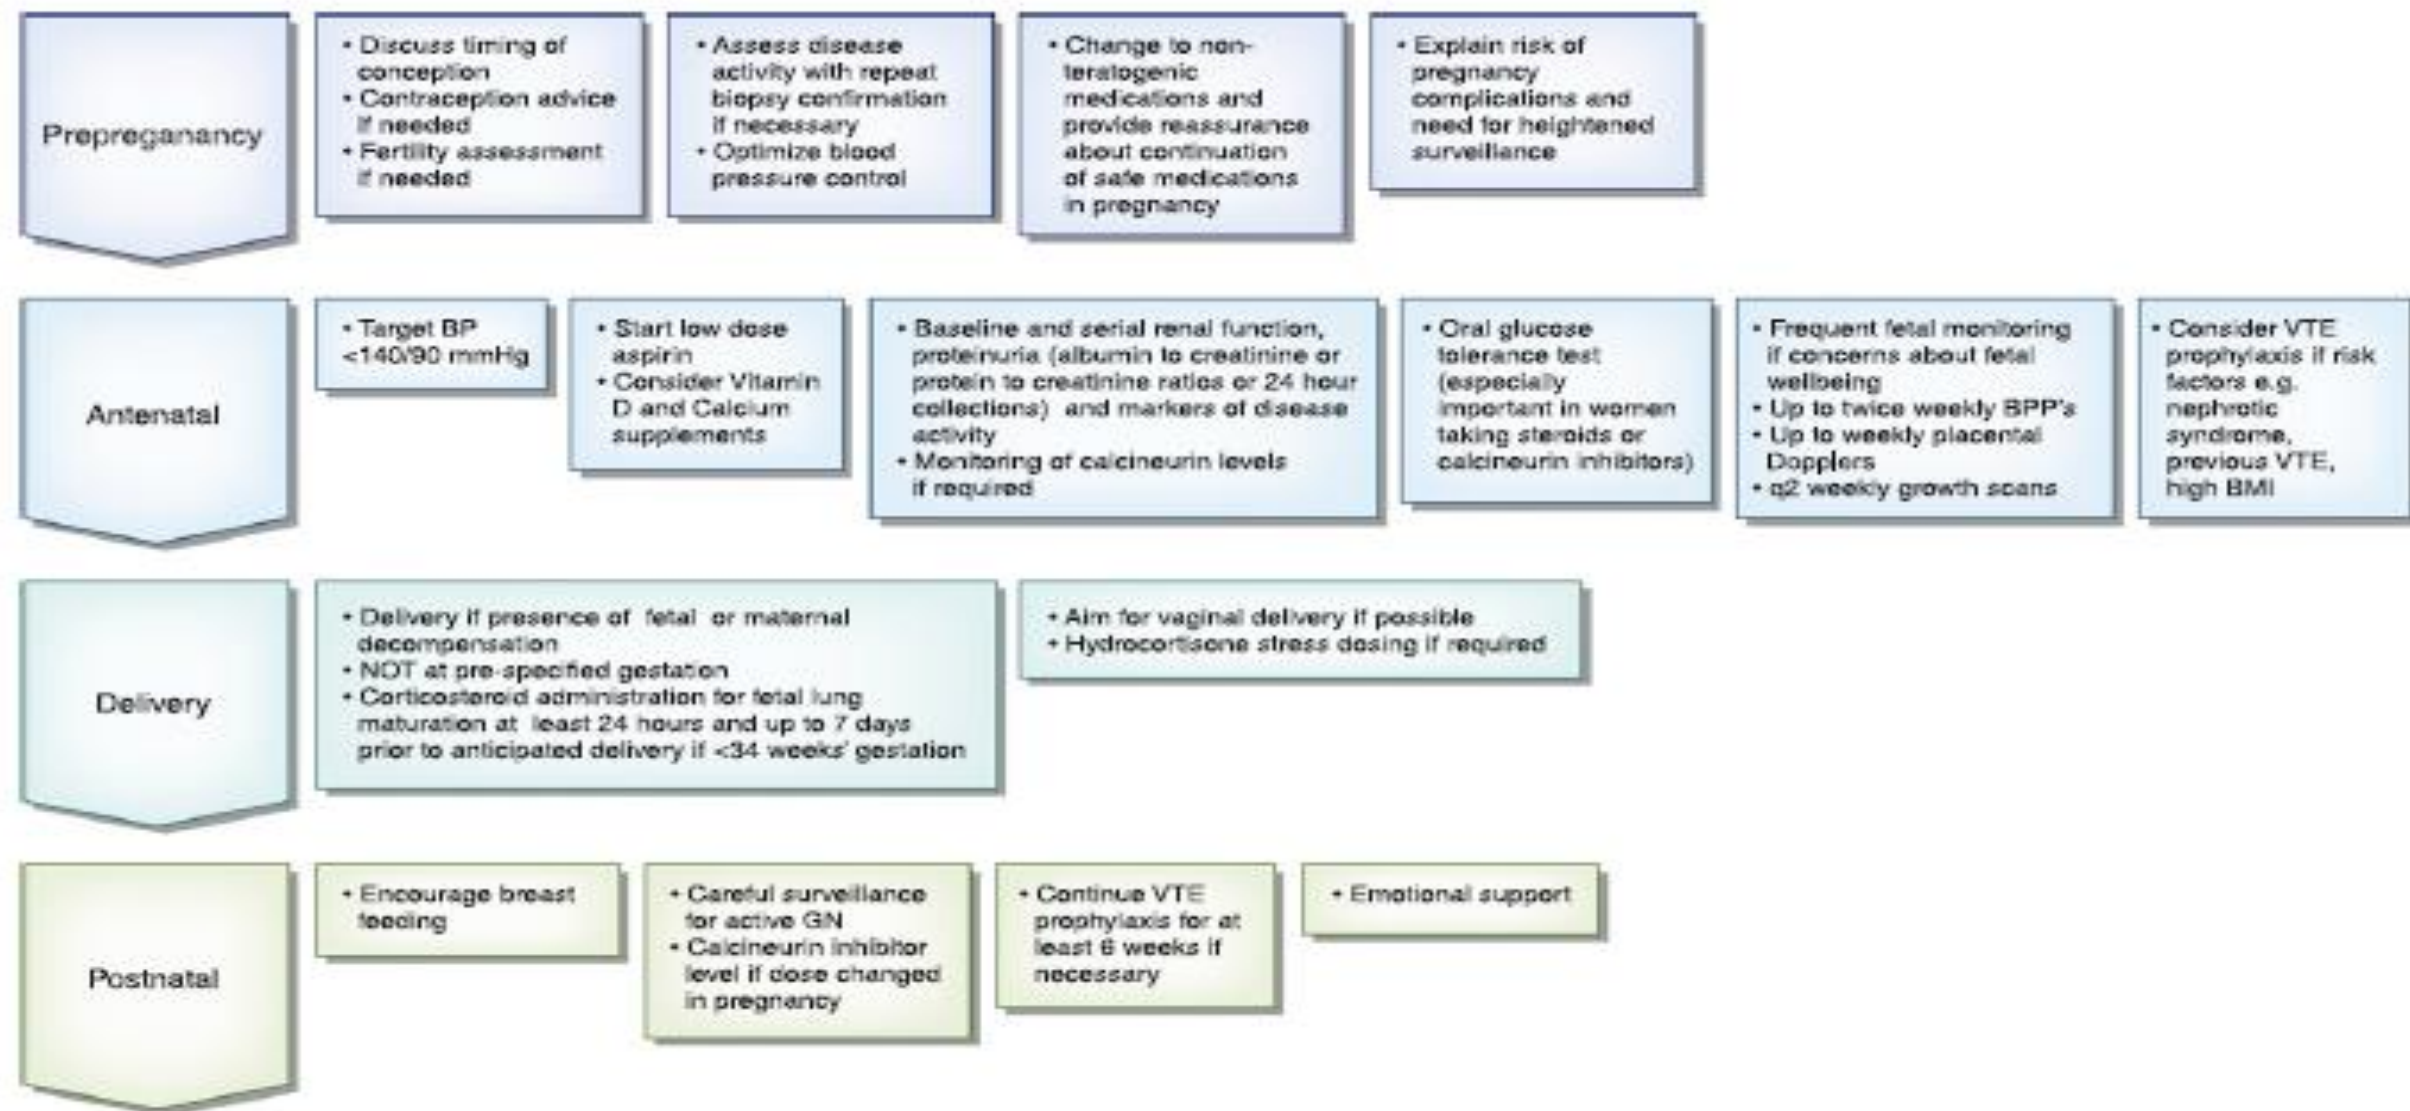 Prepreganancy
• Discuss timing of
conception
• Contraception advice
if needed
• Fertility assessment
if needed
• Assess disease
activity with repeat
biopsy confirmation
if necessary
• Optimize blood
pressure control
• Change to non-
teratogenic
medications and
provide reassurance
about continuation
of safe medications
in pregnancy
• Explain risk of
pregnancy
complications and
need for heightened
surveillance
Antenatal
• Target BP
<140/90 mmHg
• Start low dose
aspirin
• Consider Vitamin
D and Calcium
supplements
• Baseline and serial renal function,
proteinuria (albumin to creatinine or
protein to creatinine ratios or 24 hour
collections) and markers of disease
activity
• Monitoring of calcineurin levels
if required
• Oral glucose
tolerance test
(especially
important in women
taking steroids or
calcineurin inhibitors)
• Frequent fetal monitoring
if concerns about fetal
wellbeing
• Up to twice weekly BPP's
• Up to weekly placental
Dopplers
• q2 weekly growth scans
• Consider VTE
prophylaxis if risk
factors e.g.
nephrotic
syndrome,
previous VTE,
high BMI
Delivery
• Delivery if presence of fetal or maternal
decompensation
• NOT at pre-specified gestation
• Corticosteroid administration for fetal lung
maturation at least 24 hours and up to 7 days
prior to anticipated delivery if <34 weeks' gestation
• Aim for vaginal delivery if possible
• Hydrocortisone stress dosing if required
Postnatal
• Encourage breast
feeding
• Careful surveillance
for active GN
• Calcineurin inhibitor
level if dose changed
in pregnancy
• Continue VTE
prophylaxis for at
least 6 weeks if
necessary
• Emotional support